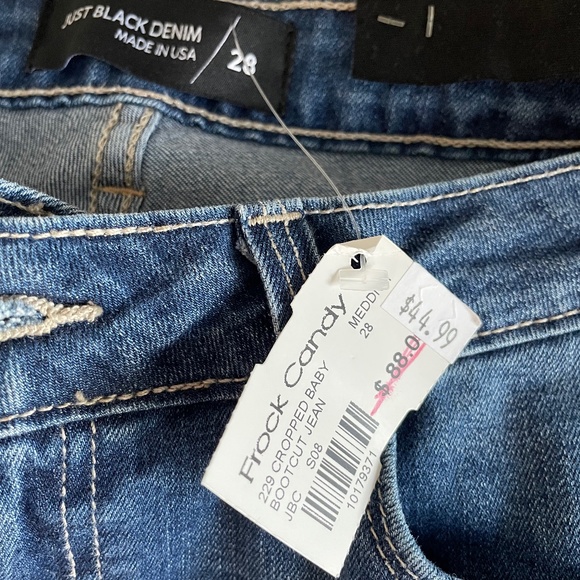 JUST BLACK DENIM
MADE IN USA
28
Frock Candy
229 CROPPED BABY
BOOTCUT JEAN
JBC S08
10179371
28
$ 88.0
$44.99